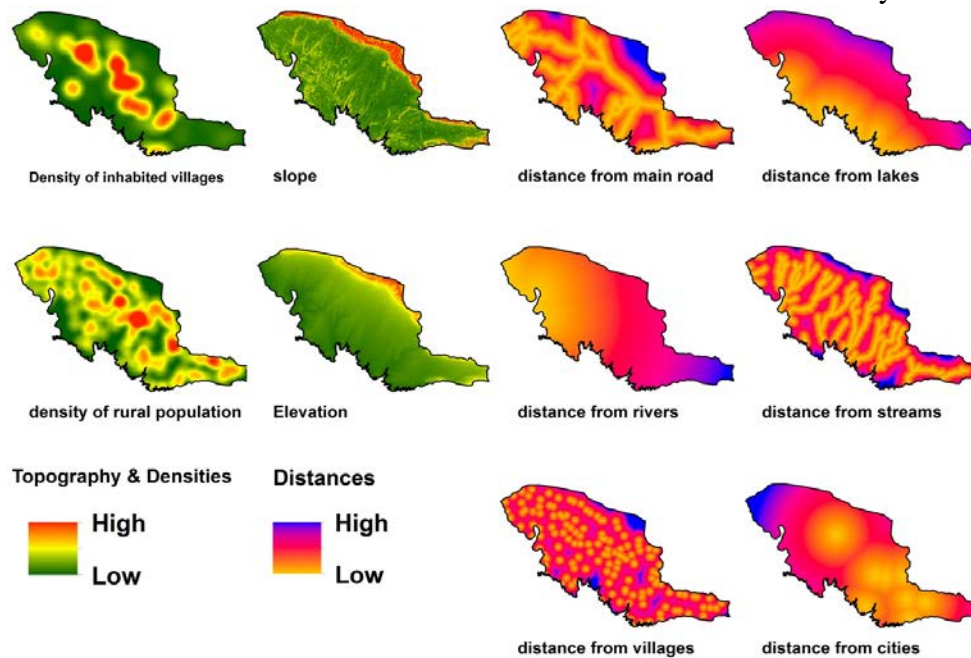 Density of inhabited villages
slope
distance from main road
distance from lakes
density of rural population
Elevation
distance from rivers
distance from streams
Topography & Densities
High
Low
Distances
High
Low
distance from villages
distance from cities